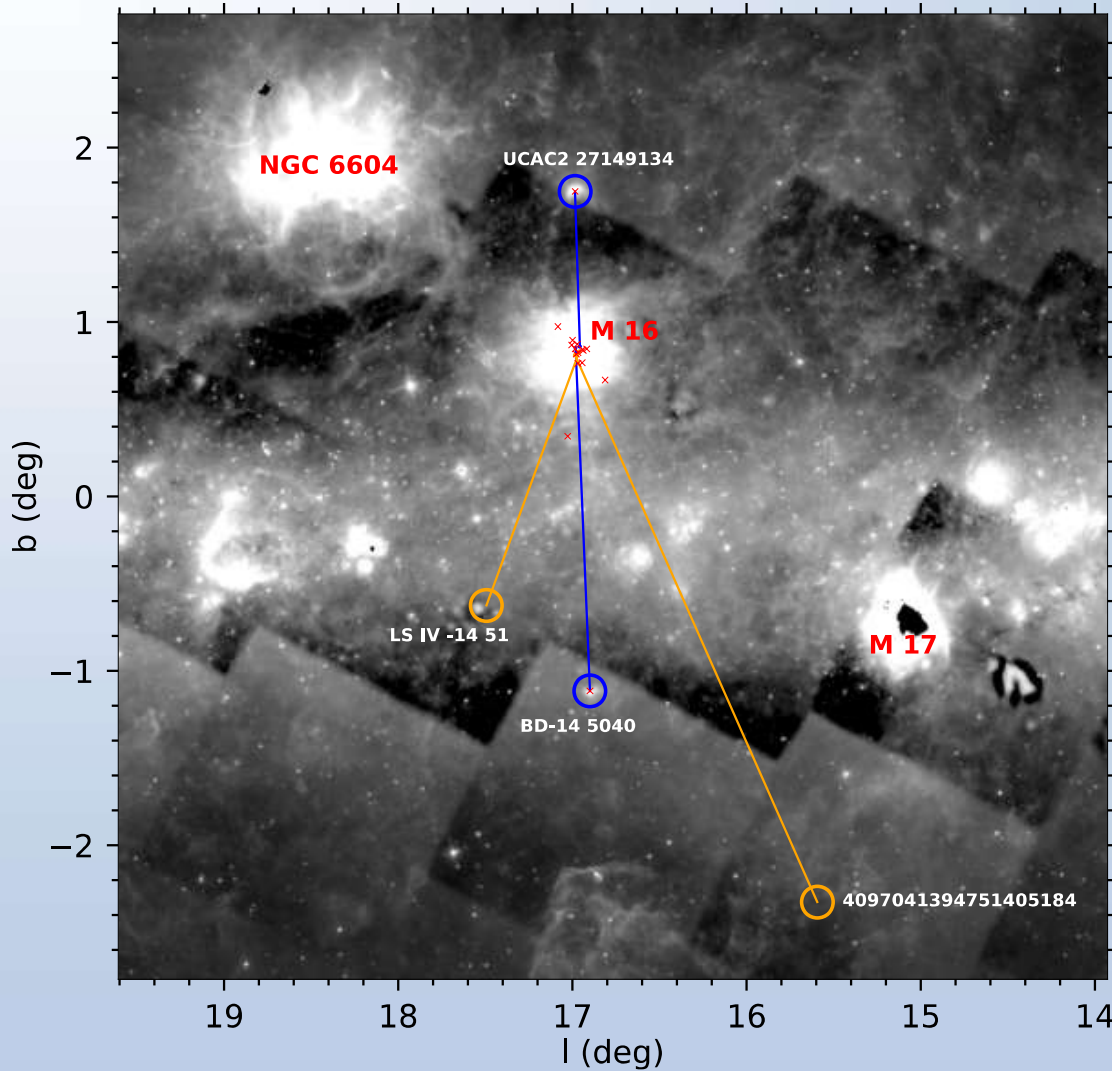 2
1
0
−1
−2
b (deg)
NGC 6604
UCAC2 27149134
M 16
LS IV -14 51
M 17
BD-14 5040
4097041394751405184
19
18
17
16
15
14
l (deg)